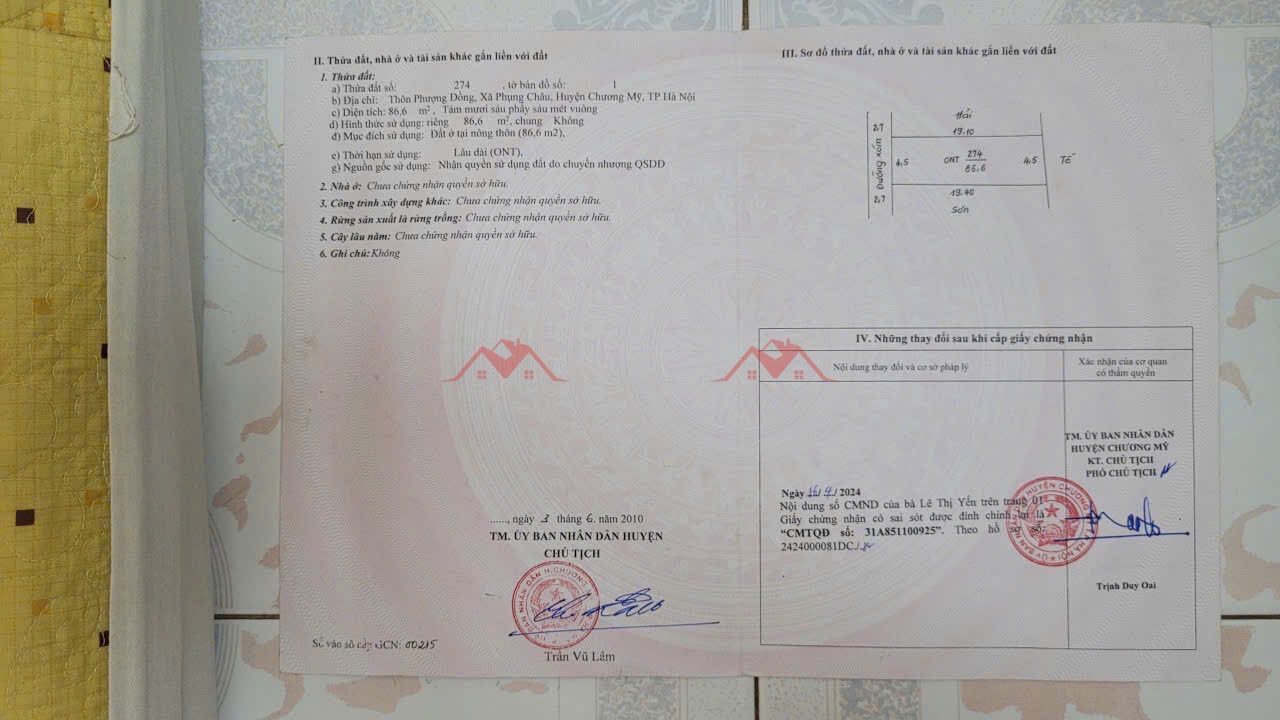 II. Thửa đất, nhà ở và tài sản khác gắn liền với đất
1. Thửa đất:
a) Thửa đất số: 274 , tờ bản đồ số: 1
b) Địa chỉ: Thôn Phượng Đồng, Xã Phụng Châu, Huyện Chương Mỹ, TP Hà Nội
c) Diện tích: 86.6 m², Tám mươi sáu phẩy sáu mét vuông
d) Hình thức sử dụng: riêng 86,6 m², chung Không
đ) Mục đích sử dụng: Đất ở tại nông thôn (86,6 m2),
e) Thời hạn sử dụng: Lâu dài (ONT),
g) Nguồn gốc sử dụng: Nhận quyền sử dụng đất do chuyển nhượng QSDĐ
2. Nhà ở: Chưa chứng nhận quyền sở hữu.
3. Công trình xây dựng khác: Chưa chứng nhận quyền sở hữu.
4. Rừng sản xuất là rừng trồng: Chưa chứng nhận quyền sở hữu.
5. Cây lâu năm: Chưa chứng nhận quyền sở hữu.
6. Ghi chú: Không
......, ngày 3 tháng 6. năm 2010
TM. ỦY BAN NHÂN DÂN HUYỆN
CHỦ TỊCH
Trần Vũ Lâm
Số vào sổ cấp GCN: 00215
III. Sơ đồ thửa đất, nhà ở và tài sản khác gắn liền với đất
Hải
19.10
2.7
Đường xóm
4,5
ONT 274
86.6
4.5
Tế
2,7
19.40
Sơn
IV. Những thay đổi sau khi cấp giấy chứng nhận
Nội dung thay đổi và cơ sở pháp lý
Xác nhận của cơ quan
có thẩm quyền
Ngày 2024
Nội dung số CMND của bà Lê Thị Yến trên trang 01
Giấy chứng nhận có sai sót được đính chính lại là
“CMTQĐ số: 31A851100925”. Theo hồ sơ số:
2424000081DC./.
TM. ỦY BAN NHÂN DÂN
HUYỆN CHƯƠNG MỸ
KT. CHỦ TỊCH
PHÓ CHỦ TỊCH
Trịnh Duy Oai